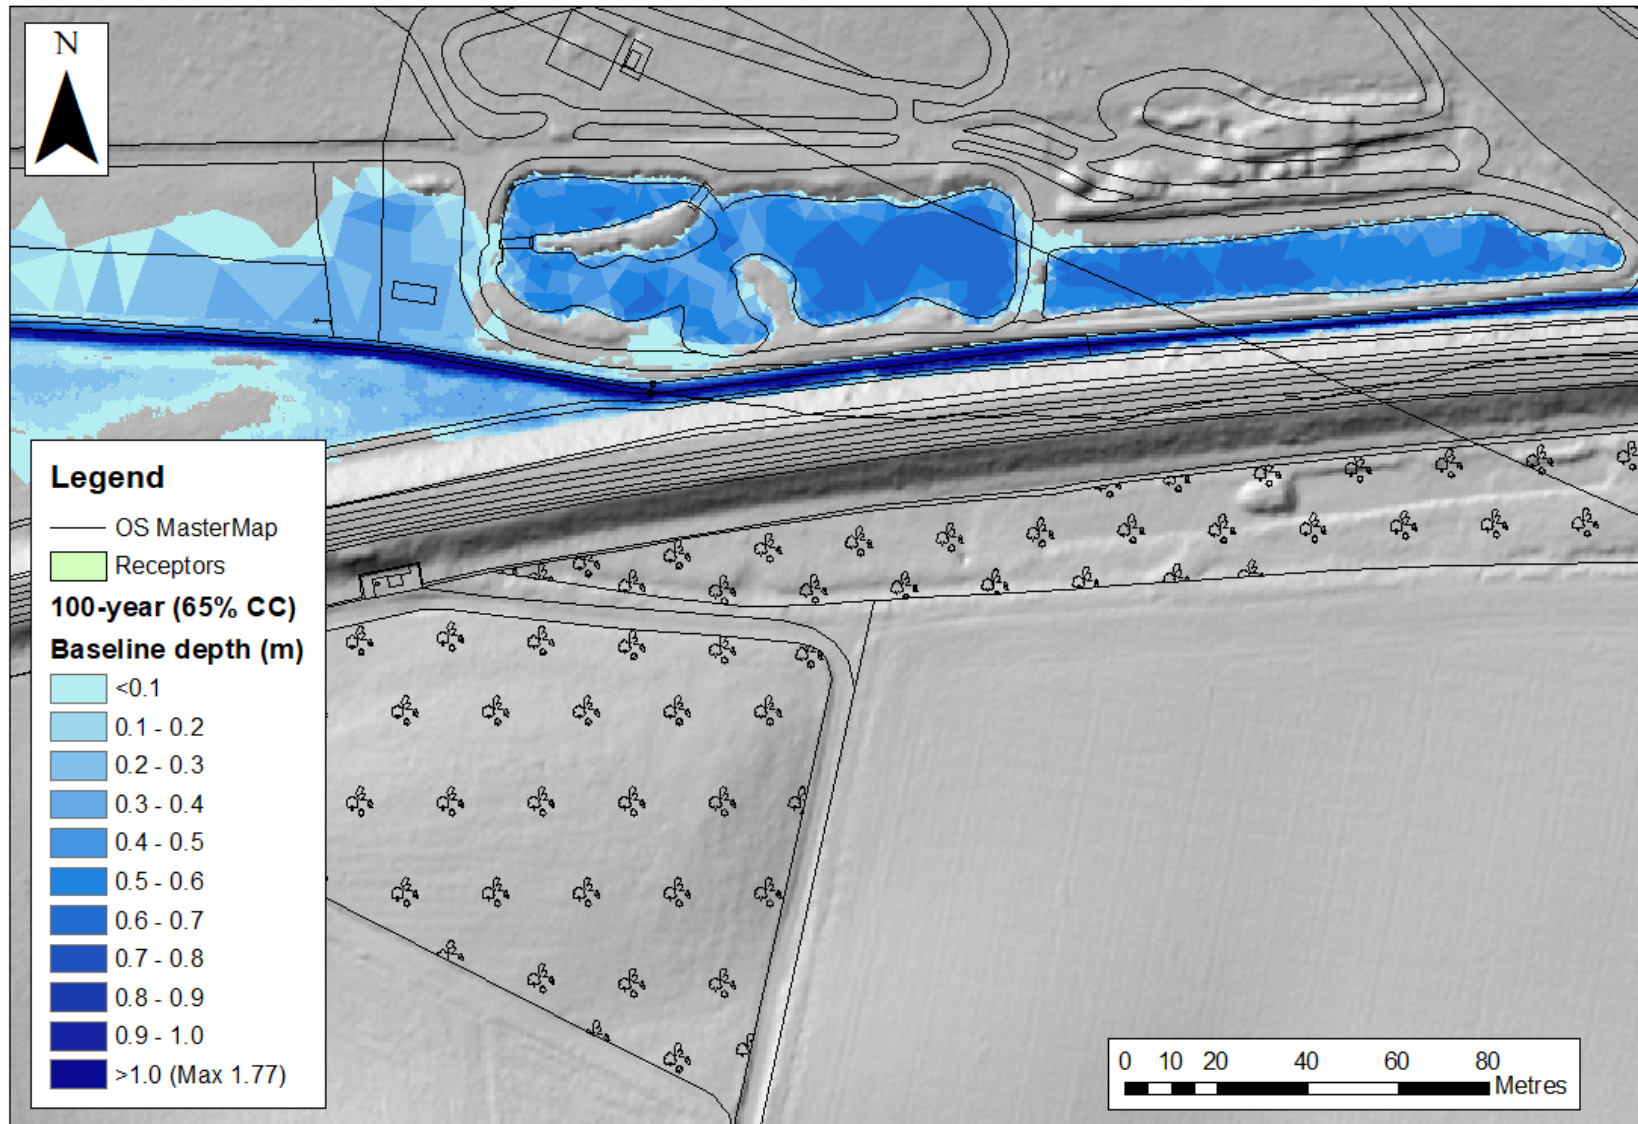 N
Legend
OS MasterMap
Receptors
100-year (65% CC)
Baseline depth (m)
<0.1
0.1 - 0.2
0.2 - 0.3
0.3 - 0.4
0.4 - 0.5
0.5 - 0.6
0.6 - 0.7
0.7 - 0.8
0.8 - 0.9
0.9 - 1.0
>1.0 (Max 1.77)
0 10 20 40 60 80
Metres